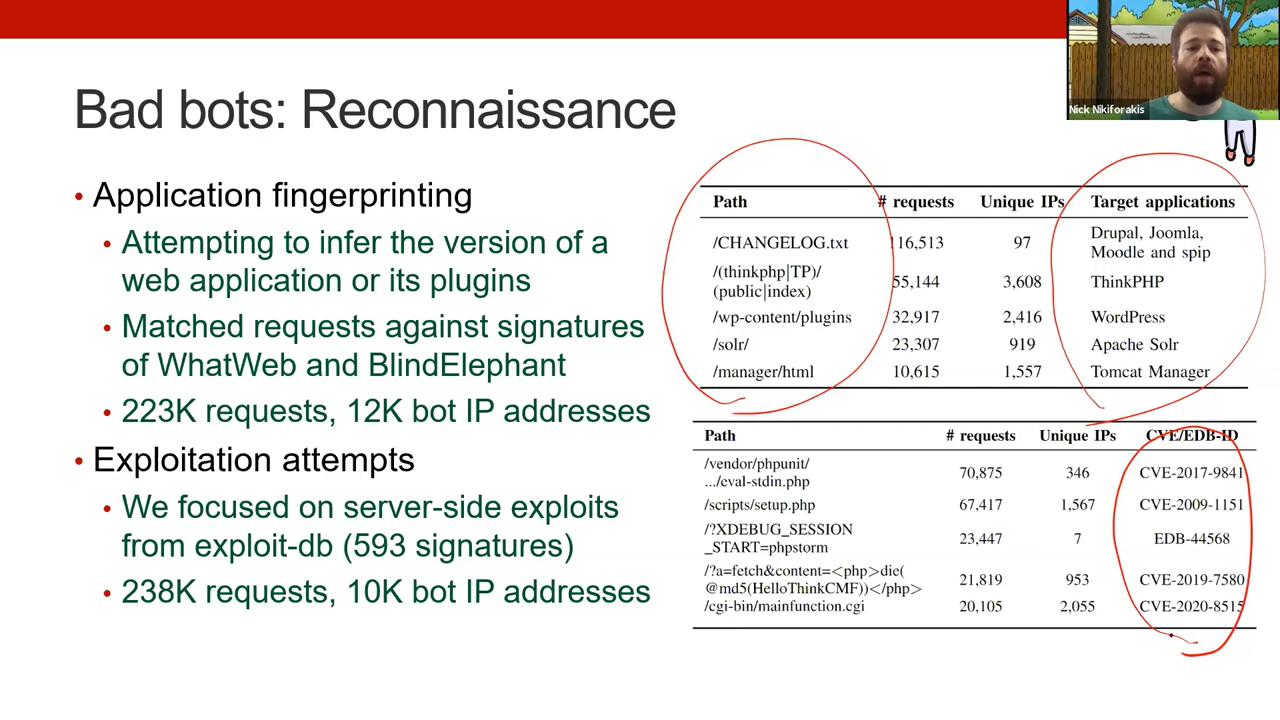 Nick Nikiforakis
Bad bots: Reconnaissance
• Application fingerprinting
• Attempting to infer the version of a
web application or its plugins
• Matched requests against signatures
of WhatWeb and BlindElephant
• 223K requests, 12K bot IP addresses
• Exploitation attempts
• We focused on server-side exploits
from exploit-db (593 signatures)
• 238K requests, 10K bot IP addresses
Path # requests Unique IPs Target applications
/CHANGELOG.txt 116,513 97 Drupal, Joomla,
Moodle and spip
/(thinkphp|TP)/
(public|index) 55,144 3,608 ThinkPHP
/wp-content/plugins 32,917 2,416 WordPress
/solr/ 23,307 919 Apache Solr
/manager/html 10,615 1,557 Tomcat Manager
Path # requests Unique IPs CVE/EDB-ID
/vendor/phpunit/
.../eval-stdin.php 70,875 346 CVE-2017-9841
/scripts/setup.php 67,417 1,567 CVE-2009-1151
/?XDEBUG_SESSION
_START=phpstorm 23,447 7 EDB-44568
/?a=fetch&content=<php>die(
@md5(HelloThinkCMF))</php> 21,819 953 CVE-2019-7580
/cgi-bin/mainfunction.cgi 20,105 2,055 CVE-2020-8515